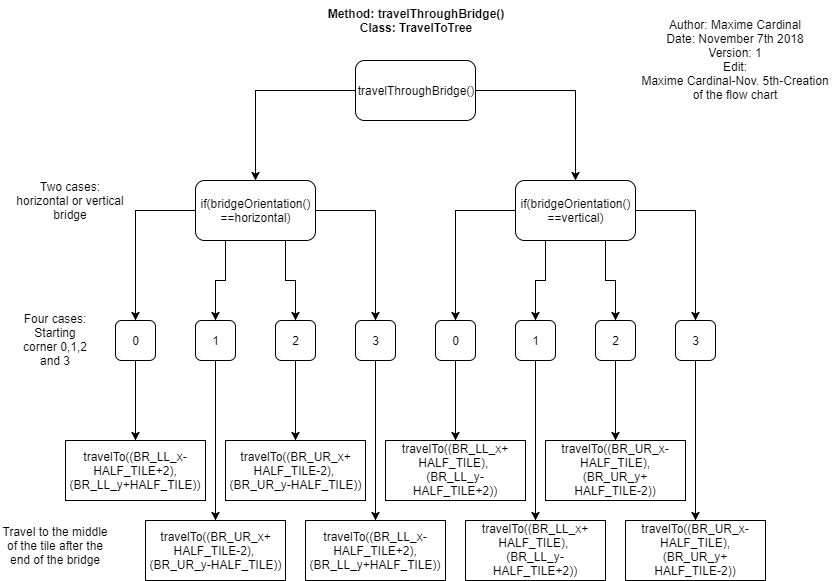 Method: travelThroughBridge()
Class: TravelToTree
Author: Maxime Cardinal
Date: November 7th 2018
Version: 1
Edit:
Maxime Cardinal-Nov. 5th-Creation
of the flow chart
travelThroughBridge()
Two cases:
horizontal or vertical
bridge
if(bridgeOrientation()
==horizontal)
if(bridgeOrientation()
==vertical)
Four cases:
Starting
corner 0,1,2
and 3
0
1
2
3
0
1
2
3
travelTo((BR_LL_x-
HALF_TILE+2),
(BR_LL_y+HALF_TILE))
travelTo((BR_UR_x+
HALF_TILE-2),
(BR_UR_y-HALF_TILE))
travelTo((BR_LL_x+
HALF_TILE),
(BR_LL_y-
HALF_TILE+2))
travelTo((BR_UR_x-
HALF_TILE),
(BR_UR_y+
HALF_TILE-2))
Travel to the middle
of the tile after the
end of the bridge
travelTo((BR_UR_x+
HALF_TILE-2),
(BR_UR_y-HALF_TILE))
travelTo((BR_LL_x-
HALF_TILE+2),
(BR_LL_y+HALF_TILE))
travelTo((BR_LL_x+
HALF_TILE),
(BR_LL_y-
HALF_TILE+2))
travelTo((BR_UR_x-
HALF_TILE),
(BR_UR_y+
HALF_TILE-2))